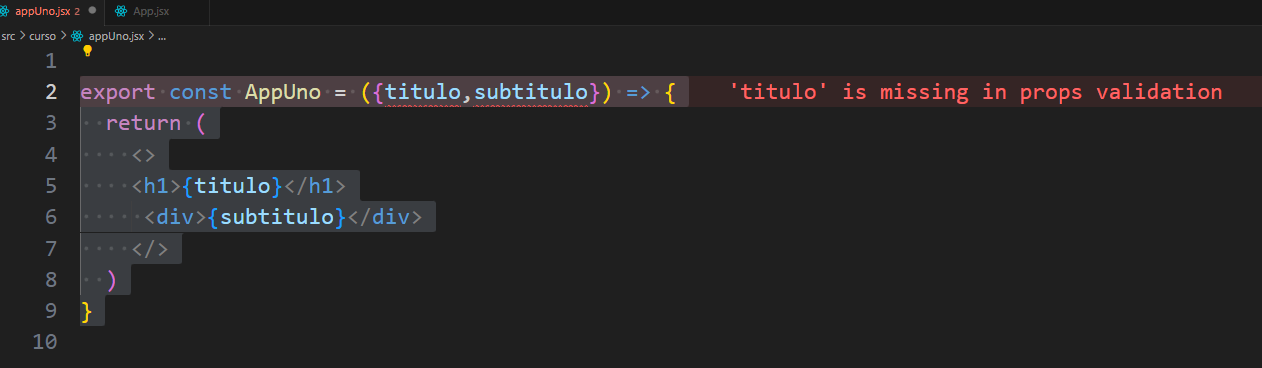 appUno.jsx 2 App.jsx
src > curso > appUno.jsx > ...
1
2 export const AppUno = ({titulo,subtitulo}) => { 'titulo' is missing in props validation
3 return (
4 <>
5 <h1>{titulo}</h1>
6 <div>{subtitulo}</div>
7 </>
8 )
9 }
10